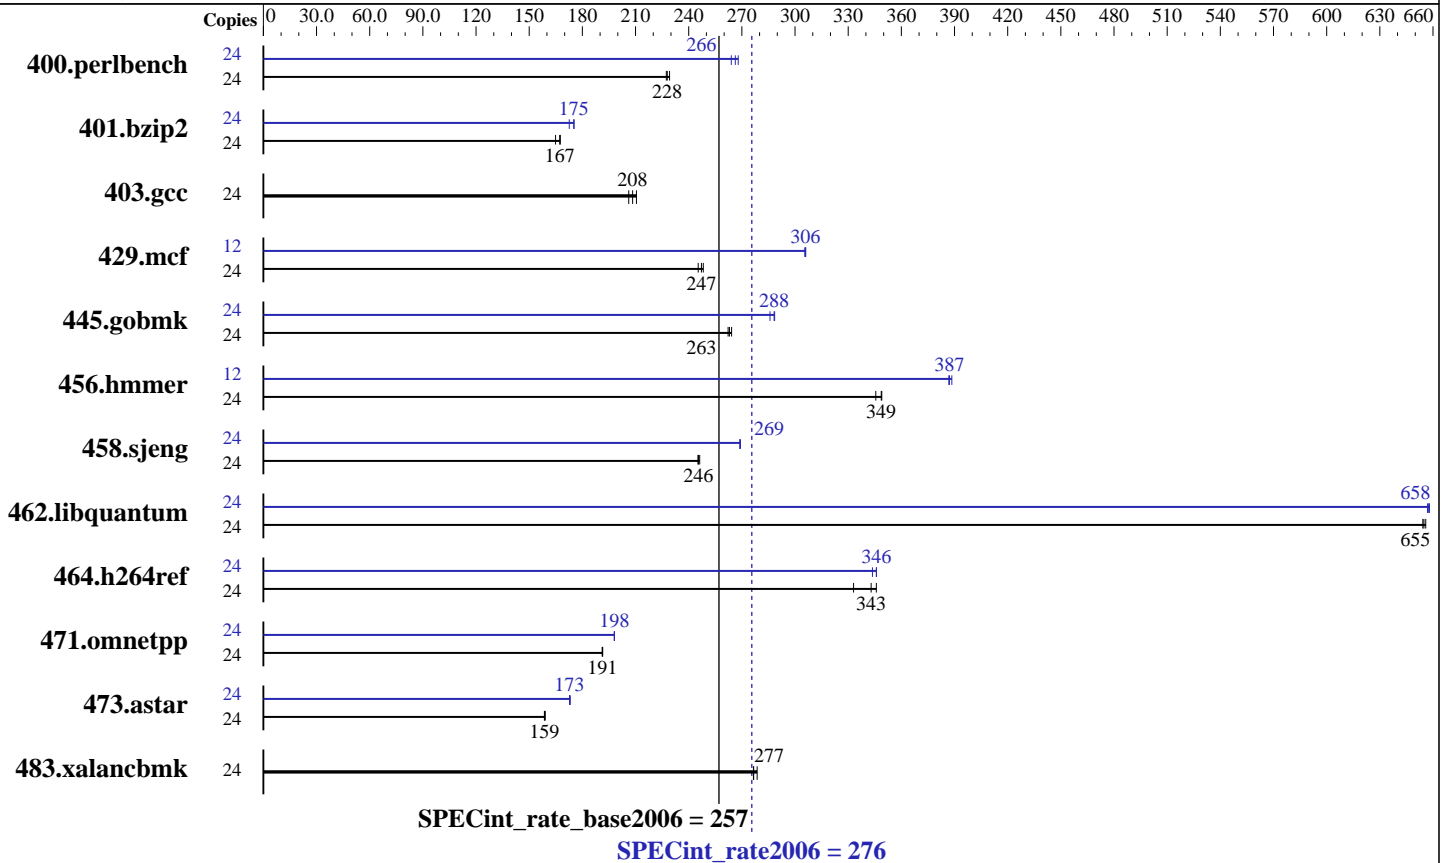 Copies 0 30.0 60.0 90.0 120 150 180 210 240 270 300 330 360 390 420 450 480 510 540 570 600 630 660
400.perlbench 24 266
24 228
401.bzip2 24 175
24 167
403.gcc 24 208
429.mcf 12 306
24 247
445.gobmk 24 288
24 263
456.hmmer 12 387
24 349
458.sjeng 24 269
24 246
462.libquantum 24 658
24 655
464.h264ref 24 346
24 343
471.omnetpp 24 198
24 191
473.astar 24 173
24 159
483.xalancbmk 24 277
SPECint_rate_base2006 = 257
SPECint_rate2006 = 276